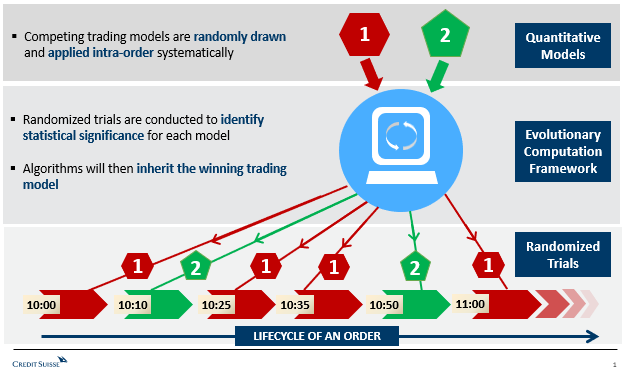 ▪ Competing trading models are randomly drawn
and applied intra-order systematically
1
2
Quantitative
Models
▪ Randomized trials are conducted to identify
statistical significance for each model
▪ Algorithms will then inherit the winning trading
model
Evolutionary
Computation
Framework
Randomized
Trials
1
2
1
1
2
1
10:00
10:10
10:25
10:35
10:50
11:00
LIFECYCLE OF AN ORDER
CREDIT SUISSE
1